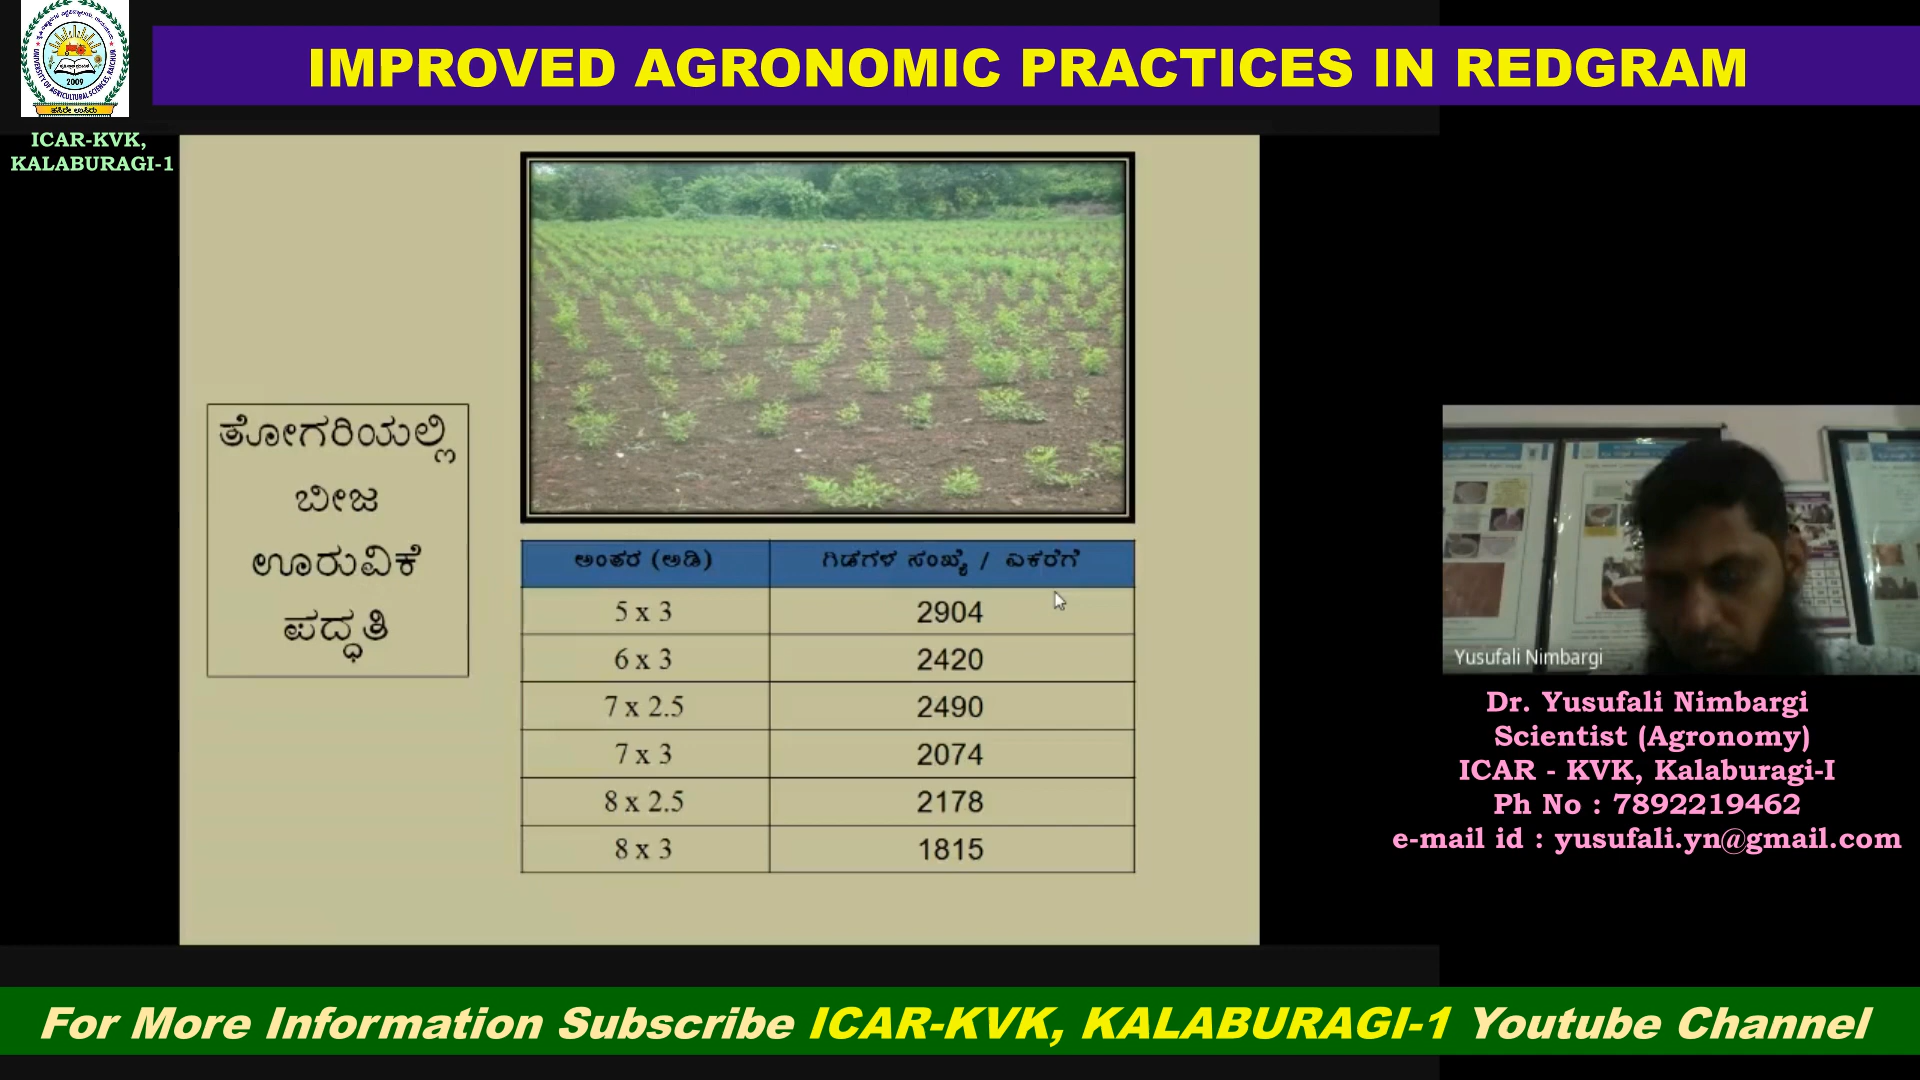 IMPROVED AGRONOMIC PRACTICES IN REDGRAM
2009
ICAR-KVK,
KALABURAGI-1
ತೋಗರಿಯಲ್ಲಿ
ಬೀಜ
ಊರುವಿಕೆ
ಪದ್ಧತಿ
ಅಂತರ (ಅಡಿ) ಗಿಡಗಳ ಸಂಖ್ಯೆ / ಎಕರೆಗೆ
5 x 3 2904
6 x 3 2420
7 x 2.5 2490
7 x 3 2074
8 x 2.5 2178
8 x 3 1815
Yusufali Nimbargi
Dr. Yusufali Nimbargi
Scientist (Agronomy)
ICAR - KVK, Kalaburagi-I
Ph No : 7892219462
e-mail id : yusufali.yn@gmail.com
For More Information Subscribe ICAR-KVK, KALABURAGI-1 Youtube Channel